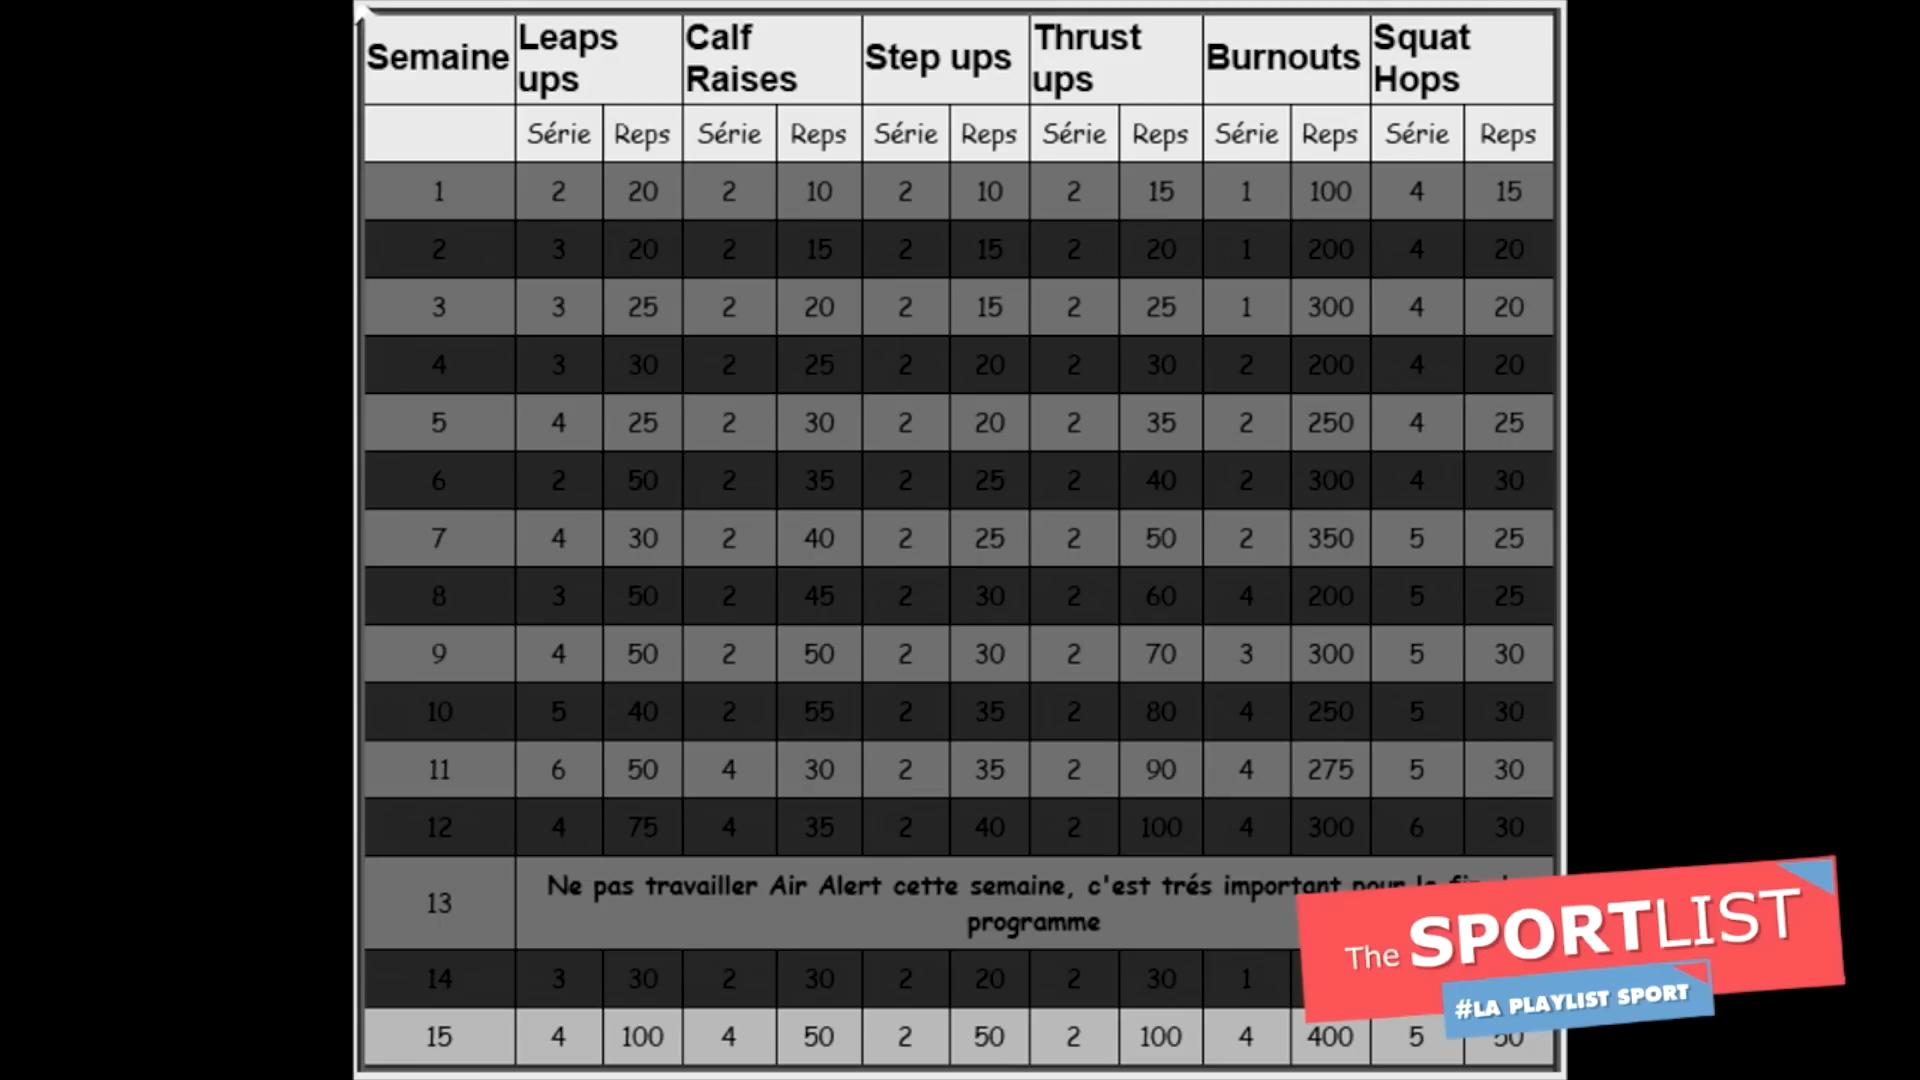 Semaine Leaps ups Calf Raises Step ups Thrust ups Burnouts Squat Hops
Série Reps Série Reps Série Reps Série Reps Série Reps Série Reps
1 2 20 2 10 2 10 2 15 1 100 4 15
2 3 20 2 15 2 15 2 20 1 200 4 20
3 3 25 2 20 2 15 2 25 1 300 4 20
4 3 30 2 25 2 20 2 30 2 200 4 20
5 4 25 2 30 2 20 2 35 2 250 4 25
6 2 50 2 35 2 25 2 40 2 300 4 30
7 4 30 2 40 2 25 2 50 2 350 5 25
8 3 50 2 45 2 30 2 60 4 200 5 25
9 4 50 2 50 2 30 2 70 3 300 5 30
10 5 40 2 55 2 35 2 80 4 250 5 30
11 6 50 4 30 2 35 2 90 4 275 5 30
12 4 75 4 35 2 40 2 100 4 300 6 30
13 Ne pas travailler Air Alert cette semaine, c'est trés important
programme
14 3 30 2 30 2 20 2 30 1
15 4 100 4 50 2 50 2 100 4 400 5 50
The SPORTLIST
#LA PLAYLIST SPORT